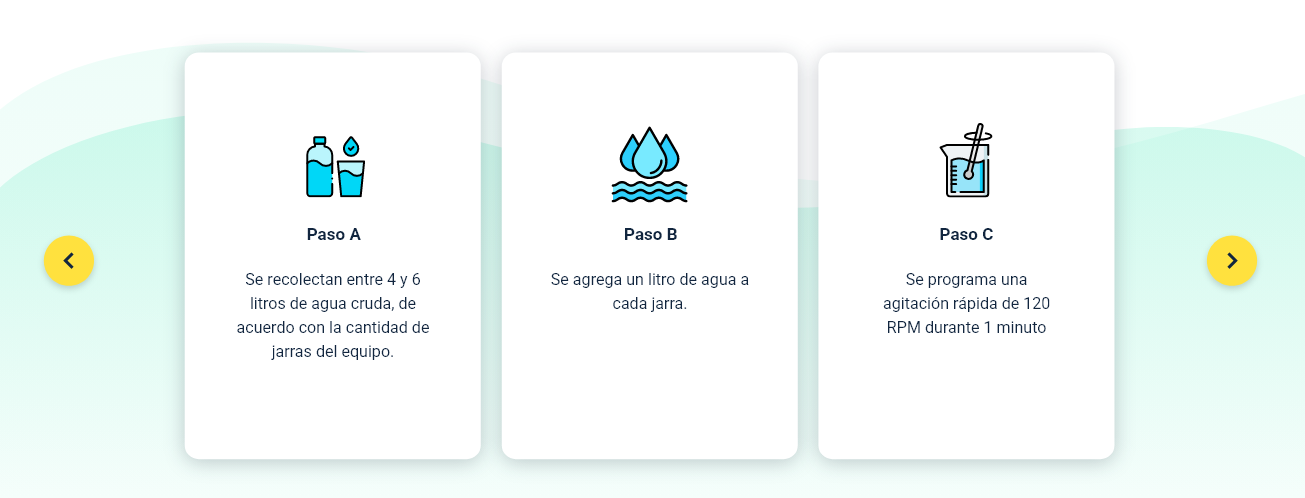 Paso A
Se recolectan entre 4 y 6
litros de agua cruda, de
acuerdo con la cantidad de
jarras del equipo.
Paso B
Se agrega un litro de agua a
cada jarra.
Paso C
Se programa una
agitación rápida de 120
RPM durante 1 minuto